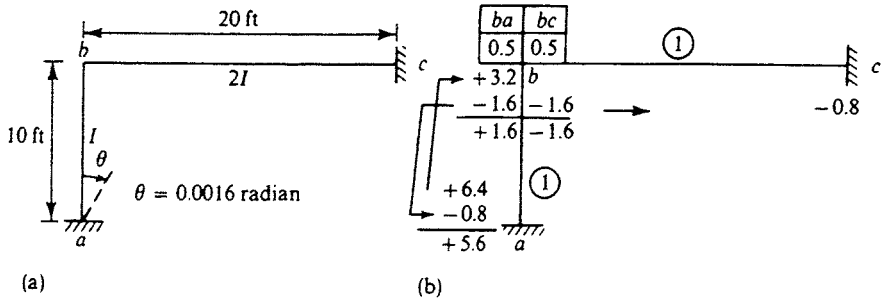 20 ft
b
c
2I
10 ft
I
θ
θ = 0.0016 radian
a
(a)
ba bc
0.5 0.5
1
c
+3.2 b
−1.6 −1.6
−0.8
+1.6 −1.6
1
+6.4
−0.8
+5.6
a
(b)